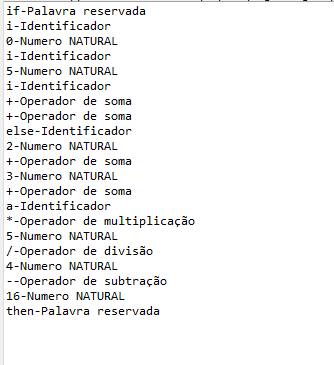 if-Palavra reservada
i-Identificador
0-Numero NATURAL
i-Identificador
5-Numero NATURAL
i-Identificador
+-Operador de soma
+-Operador de soma
else-Identificador
2-Numero NATURAL
+-Operador de soma
3-Numero NATURAL
+-Operador de soma
a-Identificador
*-Operador de multiplicação
5-Numero NATURAL
/-Operador de divisão
4-Numero NATURAL
--Operador de subtração
16-Numero NATURAL
then-Palavra reservada